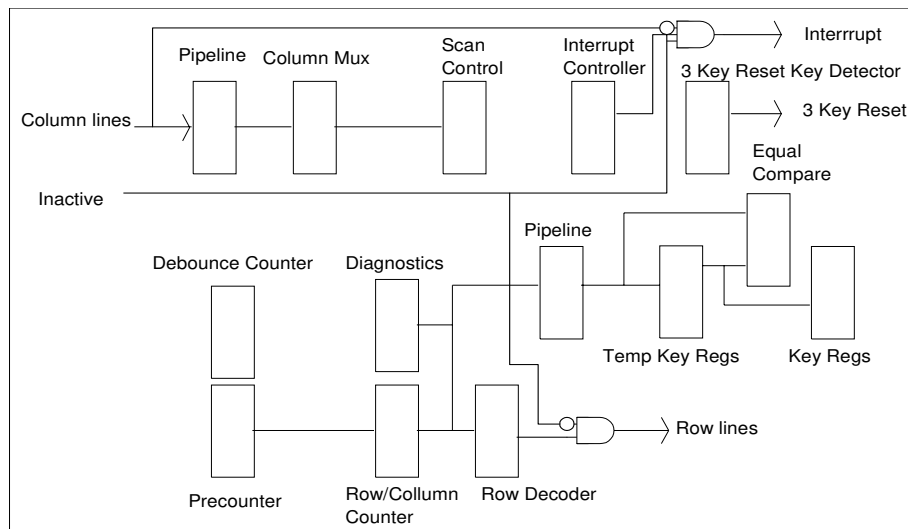 Interrrupt
Pipeline
Column Mux
Scan
Control
Interrupt
Controller
3 Key Reset Key Detector
Column lines
3 Key Reset
Equal
Compare
Inactive
Pipeline
Debounce Counter
Diagnostics
Temp Key Regs
Key Regs
Row lines
Precounter
Row/Collumn
Counter
Row Decoder